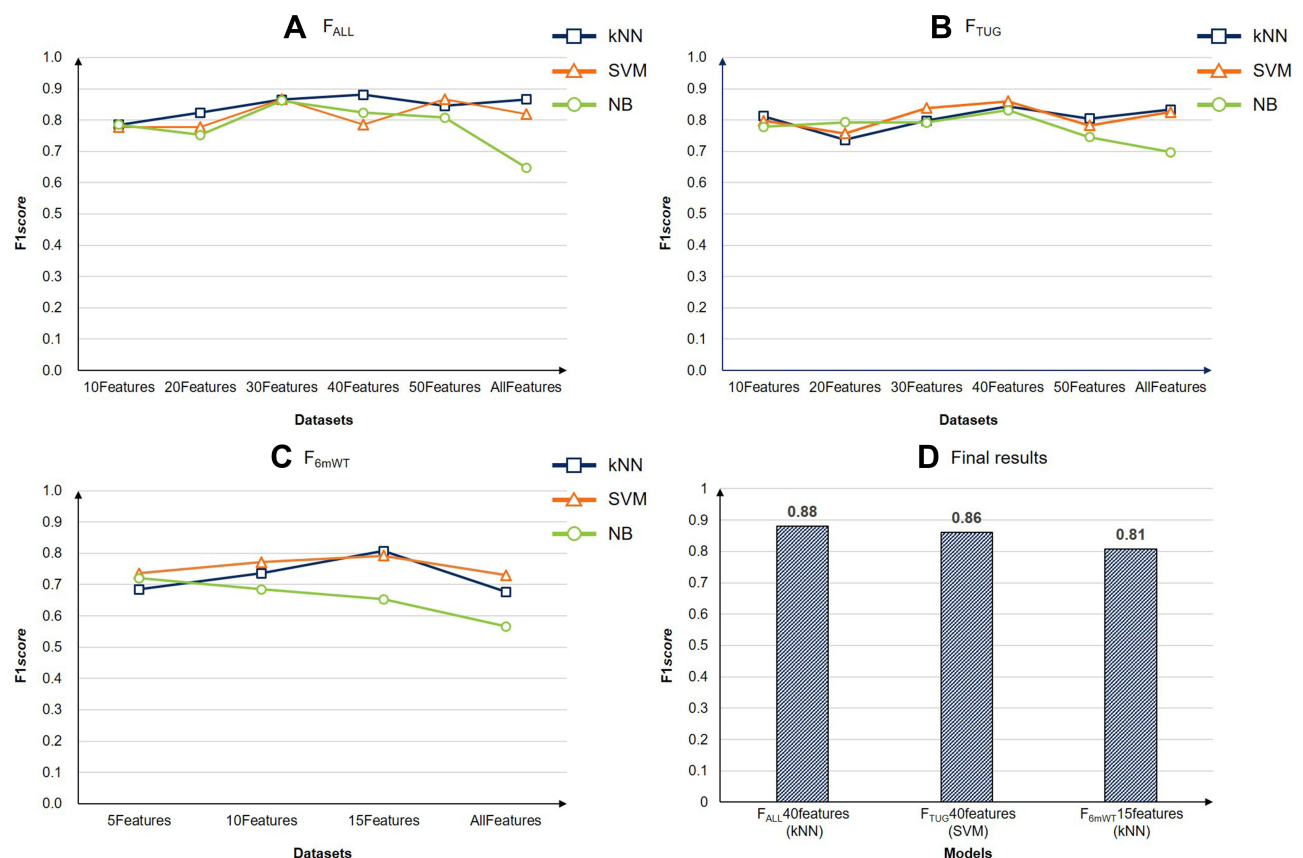 A F_ALL
kNN
SVM
NB
1.0
0.9
0.8
0.7
0.6
0.5
0.4
0.3
0.2
0.1
0.0
F1score
10Features 20Features 30Features 40Features 50Features AllFeatures
Datasets
B F_TUG
kNN
SVM
NB
1.0
0.9
0.8
0.7
0.6
0.5
0.4
0.3
0.2
0.1
0.0
F1score
10Features 20Features 30Features 40Features 50Features AllFeatures
Datasets
C F_6mWT
kNN
SVM
NB
1.0
0.9
0.8
0.7
0.6
0.5
0.4
0.3
0.2
0.1
0.0
F1score
5Features 10Features 15Features AllFeatures
Datasets
D Final results
1
0.9
0.8
0.7
0.6
0.5
0.4
0.3
0.2
0.1
0
F1score
0.88 0.86 0.81
F_ALL40features F_TUG40features F_6mWT15features
(kNN) (SVM) (kNN)
Models